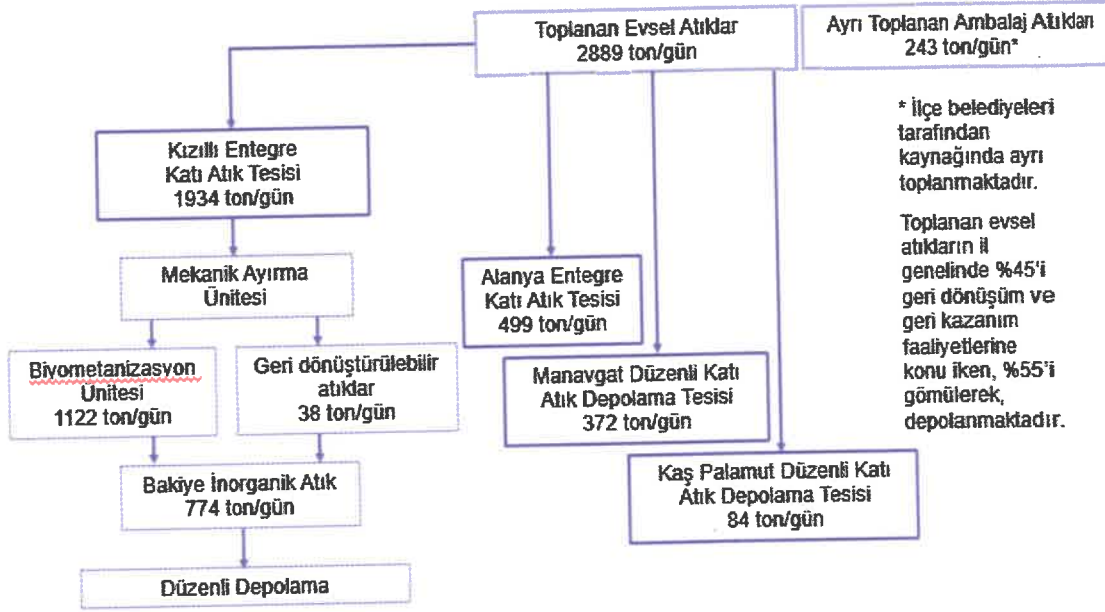 Toplanan Evsel Atıklar
2889 ton/gün
Ayrı Toplanan Ambalaj Atıkları
243 ton/gün*
* İlçe belediyeleri
tarafından
kaynağında ayrı
toplanmaktadır.
Toplanan evsel
atıkların il
genelinde %45'i
geri dönüşüm ve
geri kazanım
faaliyetlerine
konu iken, %55'i
gömülerek,
depolanmaktadır.
Kızıllı Entegre
Katı Atık Tesisi
1934 ton/gün
Mekanik Ayırma
Ünitesi
Biyometanizasyon
Ünitesi
1122 ton/gün
Geri dönüştürülebilir
atıklar
38 ton/gün
Bakiye İnorganik Atık
774 ton/gün
Düzenli Depolama
Alanya Entegre
Katı Atık Tesisi
499 ton/gün
Manavgat Düzenli Katı
Atık Depolama Tesisi
372 ton/gün
Kaş Palamut Düzenli Katı
Atık Depolama Tesisi
84 ton/gün